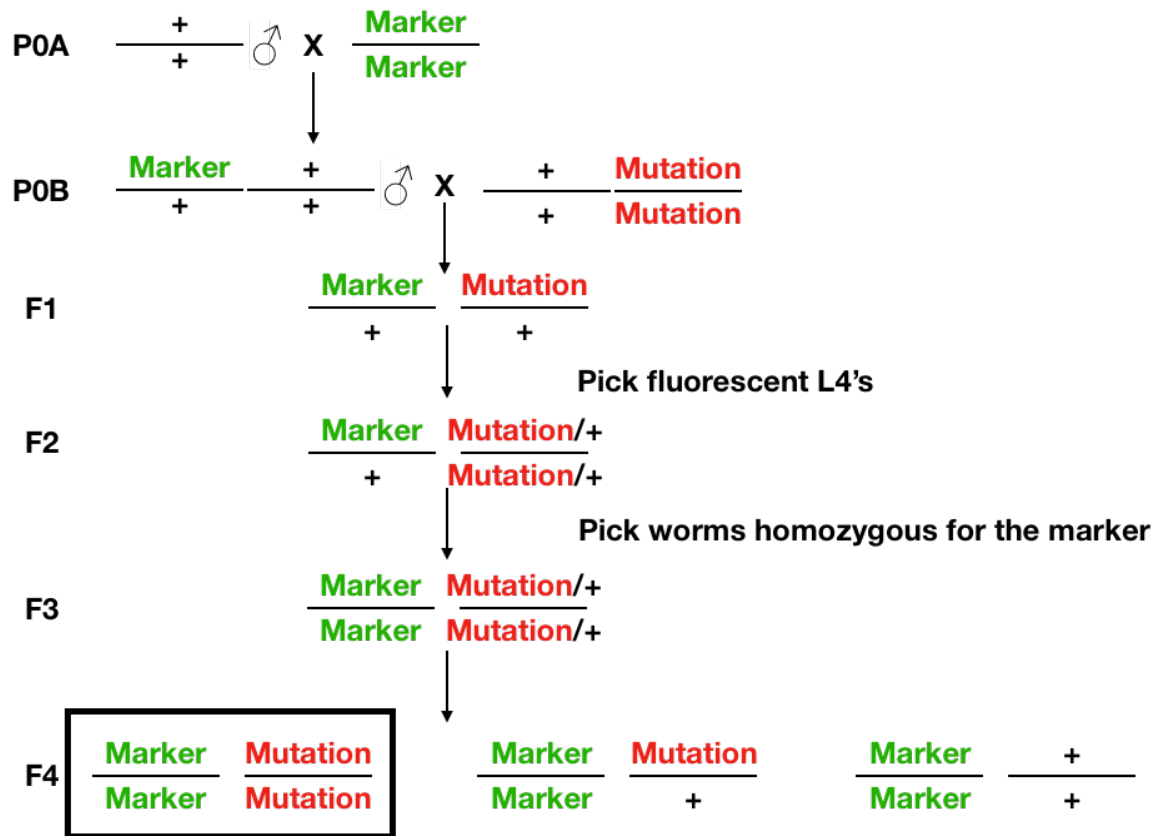 P0A + ♂ X Marker
+ Marker
P0B Marker + ♂ X + Mutation
+ + + Mutation
F1 Marker Mutation
+ +
Pick fluorescent L4's
F2 Marker Mutation/+
+ Mutation/+
Pick worms homozygous for the marker
F3 Marker Mutation/+
Marker Mutation/+
F4 Marker Mutation Marker Mutation Marker +
Marker Mutation Marker + Marker +